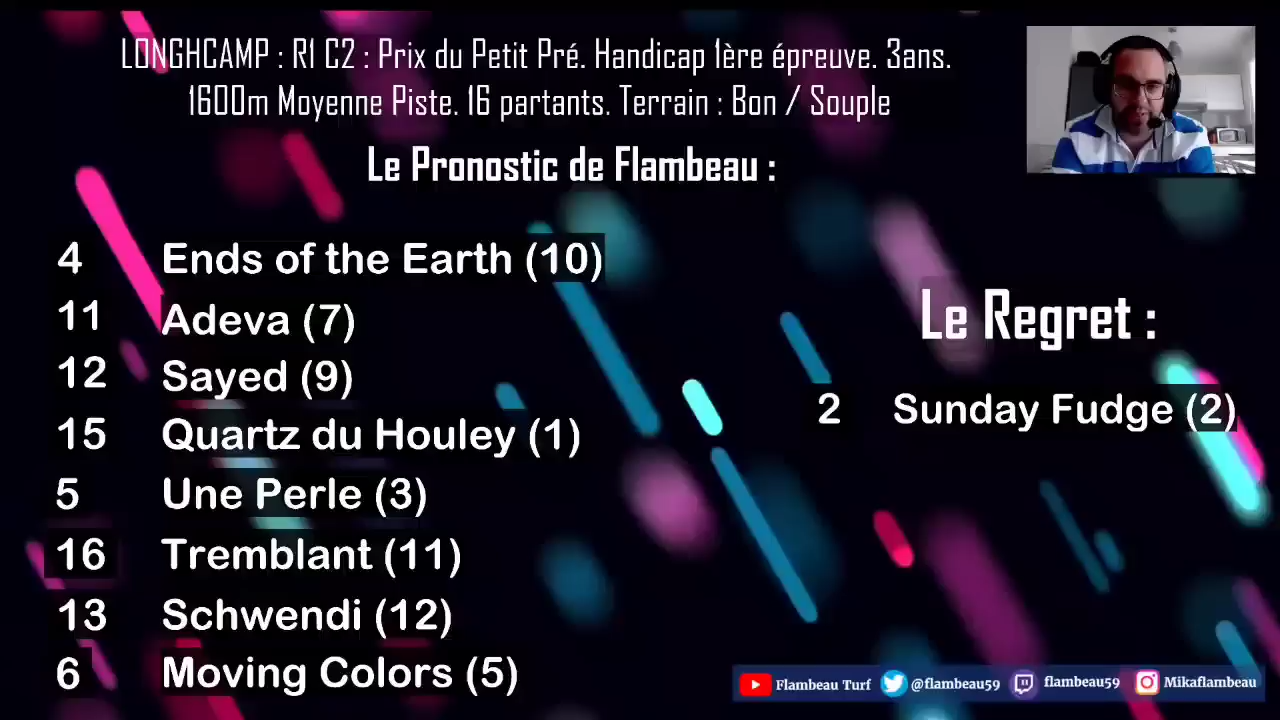 LONGHCAMP : R1 C2 : Prix du Petit Pré. Handicap 1ère épreuve. 3ans.
1600m Moyenne Piste. 16 partants. Terrain : Bon / Souple
Le Pronostic de Flambeau :
4 Ends of the Earth (10)
11 Adeva (7)
12 Sayed (9)
15 Quartz du Houley (1)
5 Une Perle (3)
16 Tremblant (11)
13 Schwendi (12)
6 Moving Colors (5)
Le Regret :
2 Sunday Fudge (2)
Flambeau Turf @flambeau59 flambeau59 Mikaflambeau